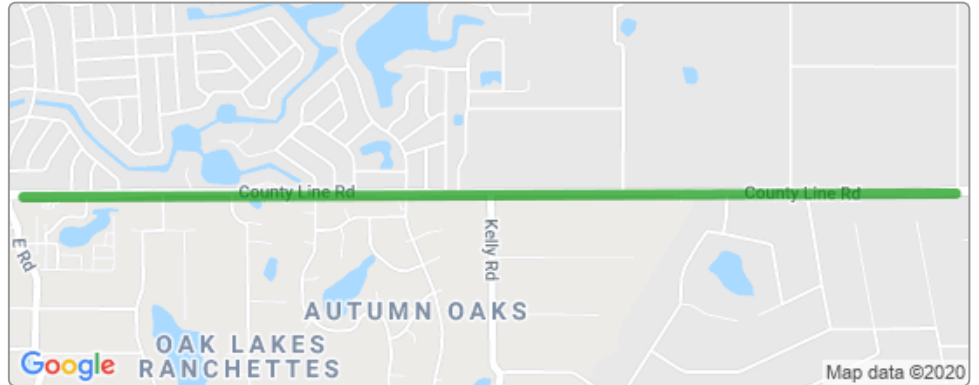 County Line Rd
County Line Rd
E Rd
Kelly Rd
AUTUMN OAKS
OAK LAKES
RANCHETTES
Google
Map data ©2020